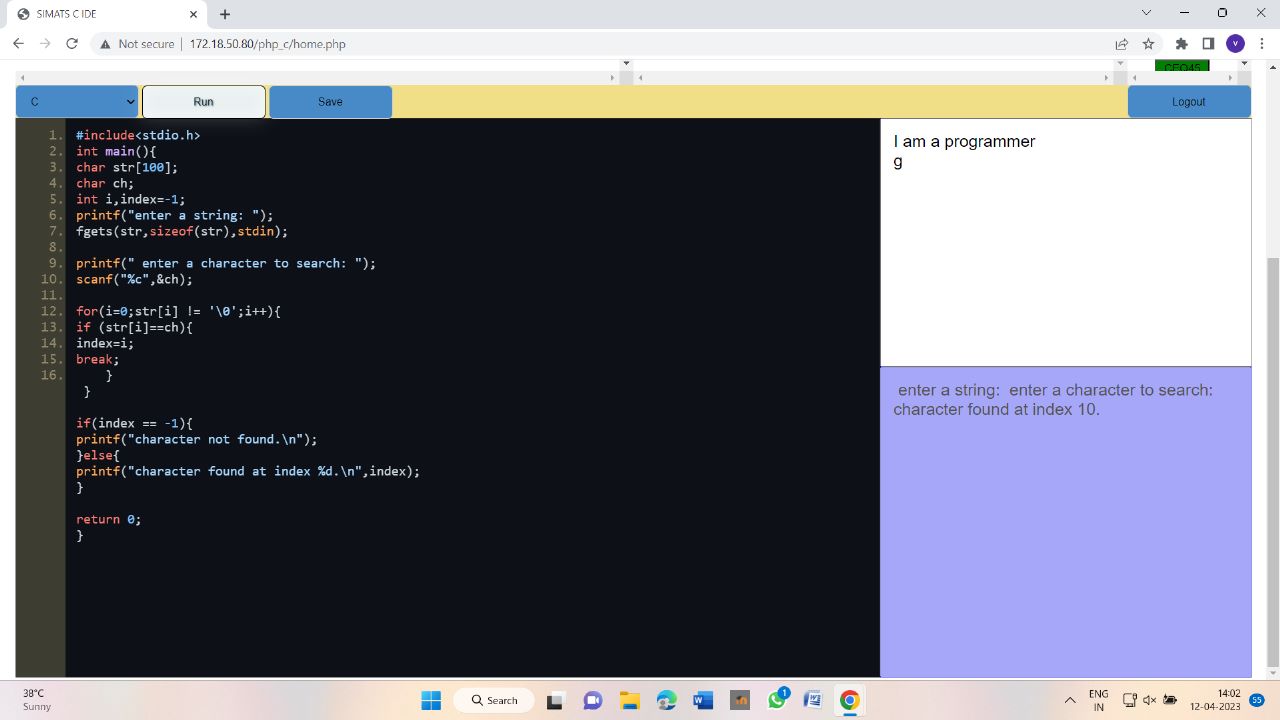 SIMATS C IDE
Not secure | 172.18.50.80/php_c/home.php
V
C
Run
Save
Logout
1. #include<stdio.h>
2. int main(){
3. char str[100];
4. char ch;
5. int i,index=-1;
6. printf("enter a string: ");
7. fgets(str,sizeof(str),stdin);
8.
9. printf(" enter a character to search: ");
10. scanf("%c",&ch);
11.
12. for(i=0;str[i] != '\0';i++){
13. if (str[i]==ch){
14. index=i;
15. break;
16. }
}
if(index == -1){
printf("character not found.\n");
}else{
printf("character found at index %d.\n",index);
}
return 0;
}
I am a programmer
g
enter a string:  enter a character to search:
character found at index 10.
38°C
Sunny
Search
1
ENG
IN
14:02
12-04-2023
55